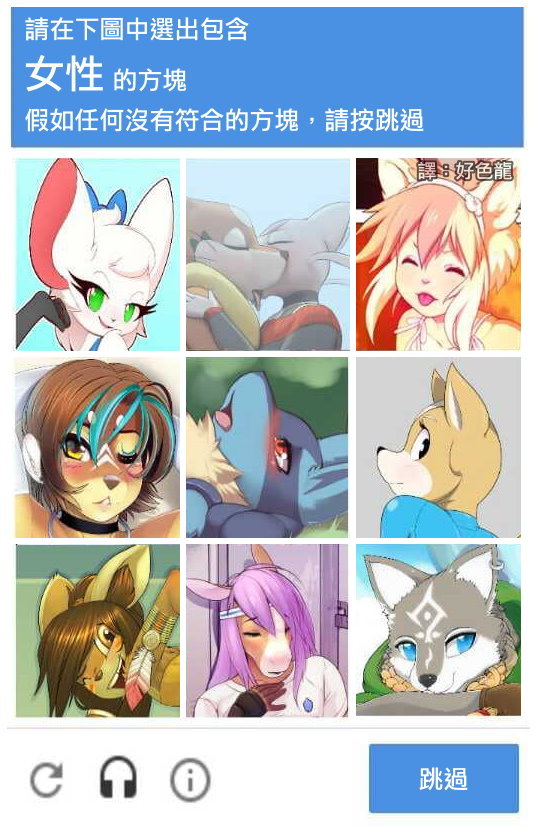 請在下圖中選出包含
女性 的方塊
假如任何沒有符合的方塊，請按跳過
譯：好色龍
跳過